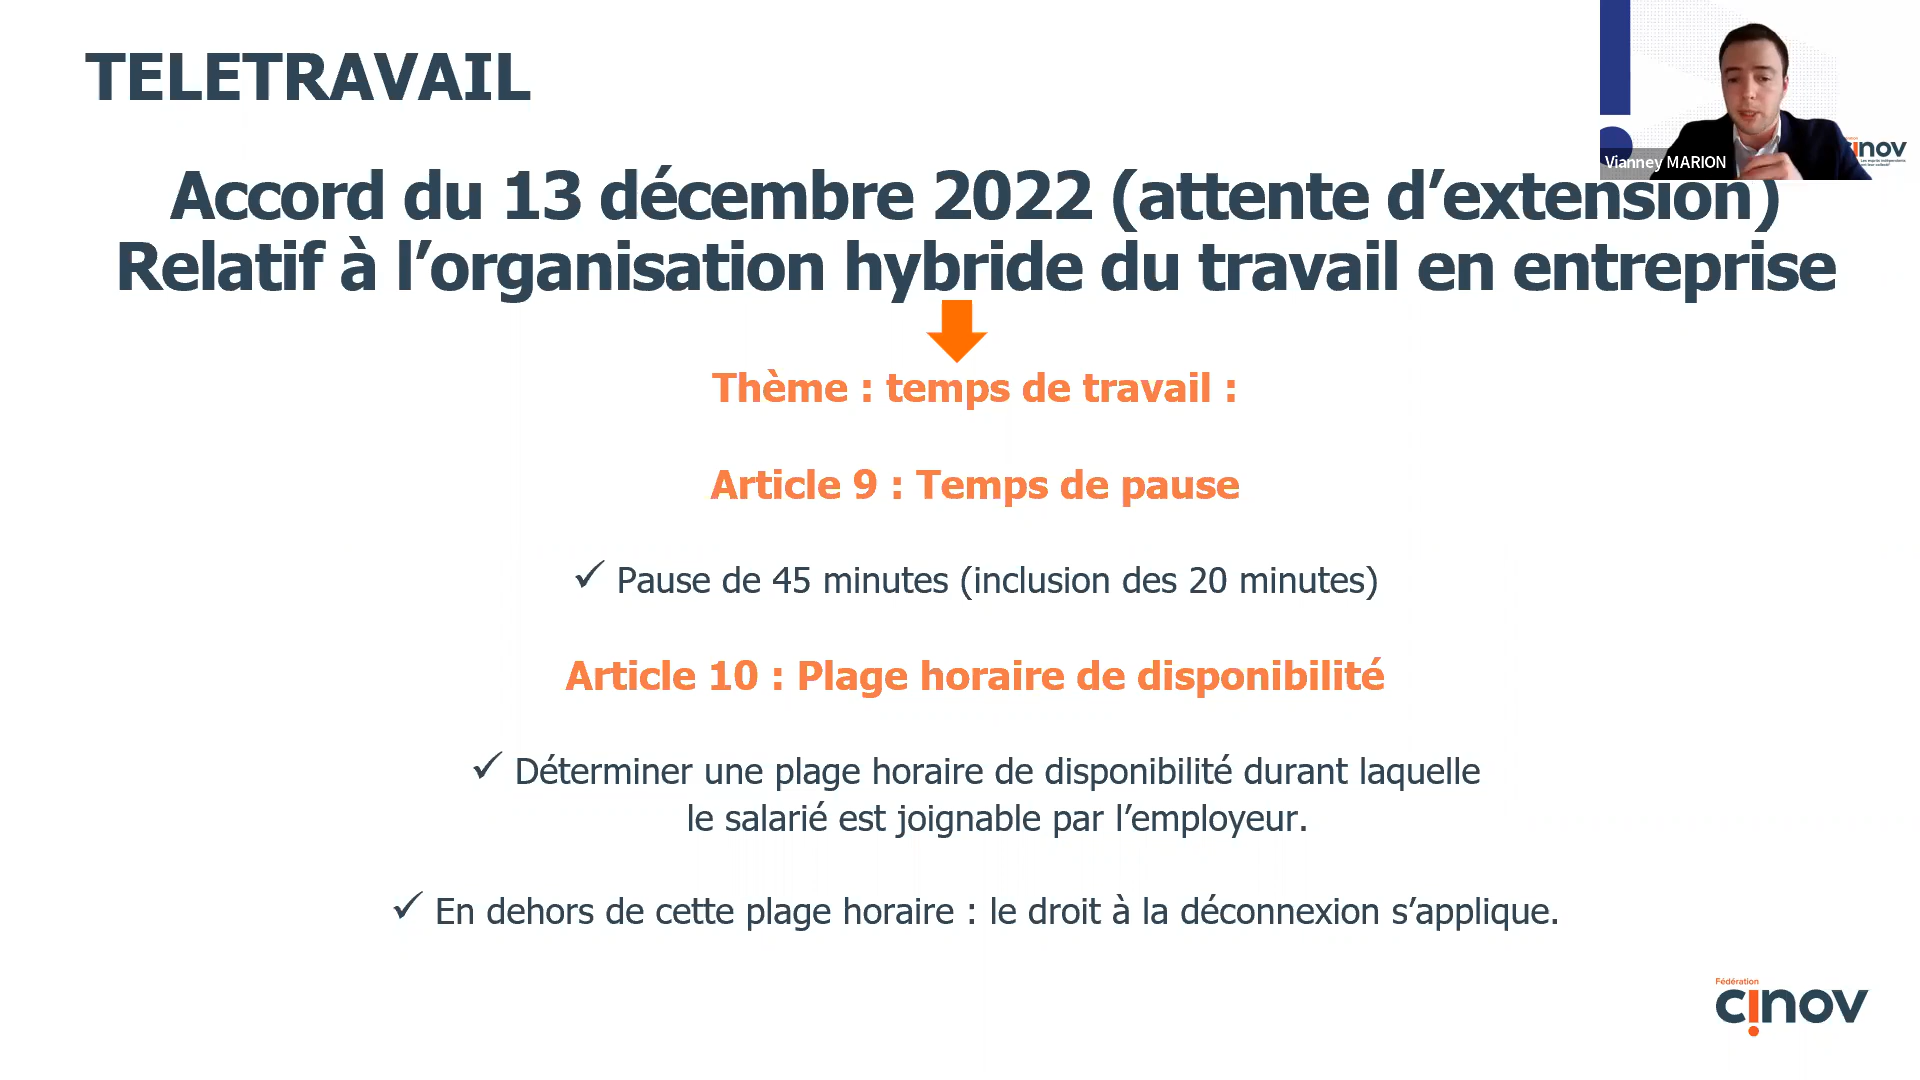 TELETRAVAIL
Vianney MARION
inov
Accord du 13 décembre 2022 (attente d’extension)
Relatif à l’organisation hybride du travail en entreprise
Thème : temps de travail :
Article 9 : Temps de pause
✓ Pause de 45 minutes (inclusion des 20 minutes)
Article 10 : Plage horaire de disponibilité
✓ Déterminer une plage horaire de disponibilité durant laquelle
le salarié est joignable par l’employeur.
✓ En dehors de cette plage horaire : le droit à la déconnexion s’applique.
Fédération
cinov